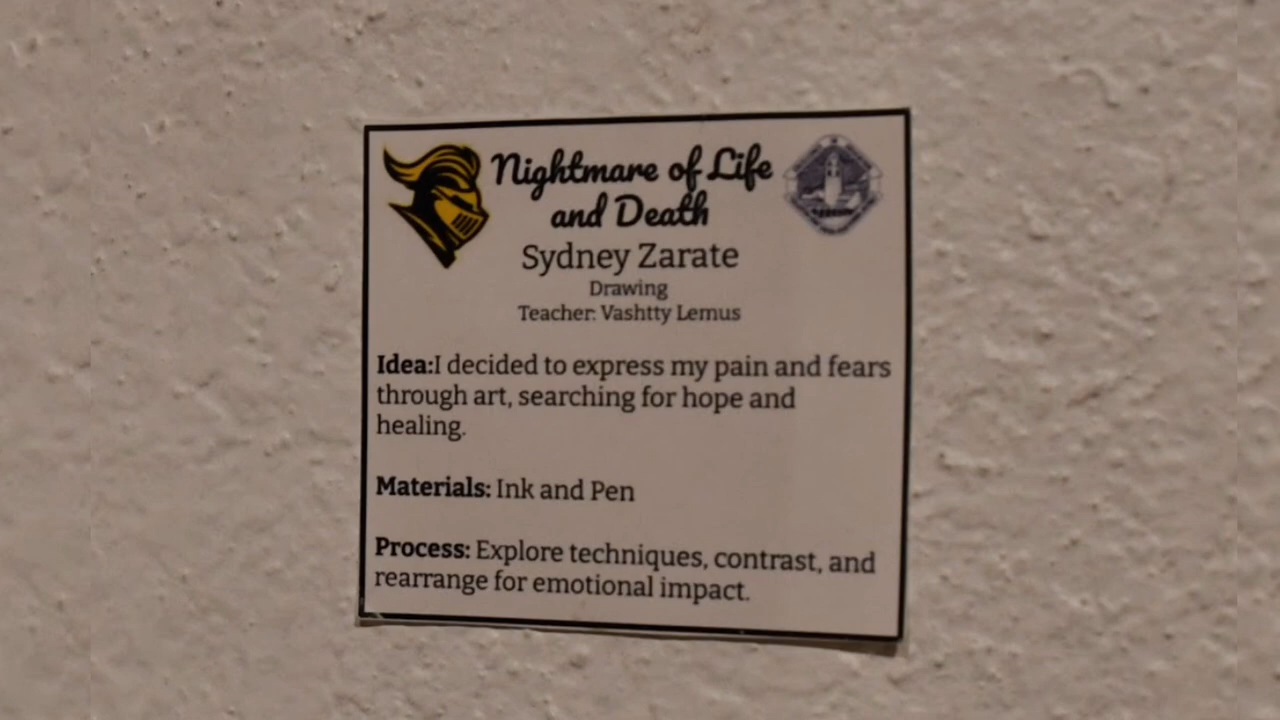 Nightmare of Life
and Death
Sydney Zarate
Drawing
Teacher: Vashtty Lemus
Idea:I decided to express my pain and fears
through art, searching for hope and
healing.
Materials: Ink and Pen
Process: Explore techniques, contrast, and
rearrange for emotional impact.